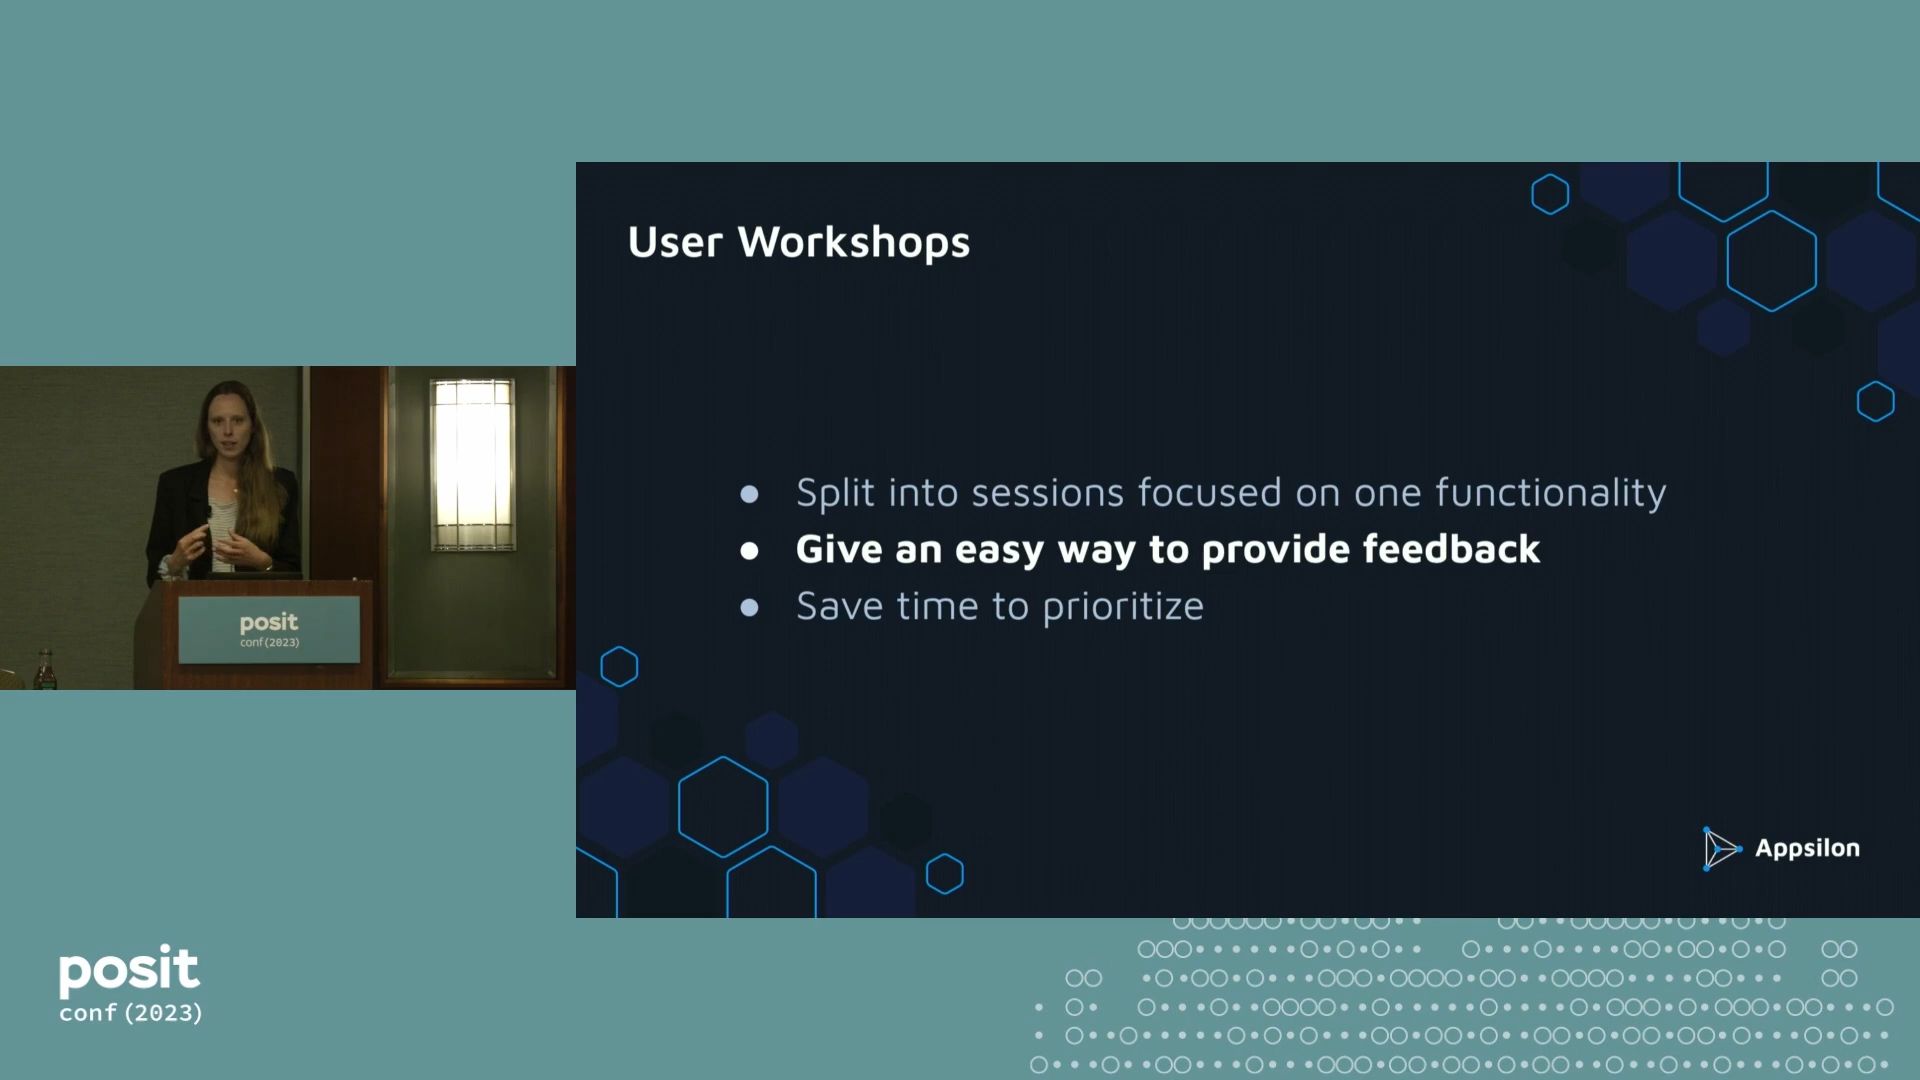 User Workshops
● Split into sessions focused on one functionality
● Give an easy way to provide feedback
● Save time to prioritize
Appsilon
posit
conf(2023)
posit
conf(2023)